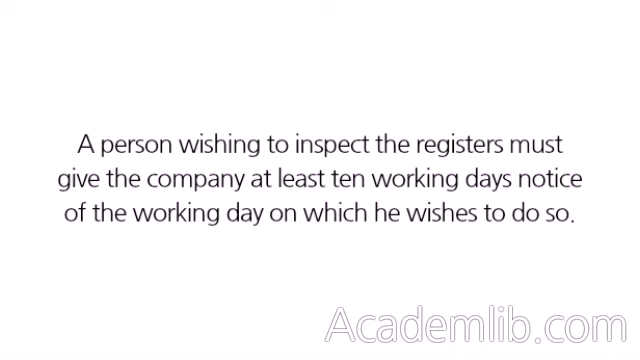 A person wishing to inspect the registers must
give the company at least ten working days notice
of the working day on which he wishes to do so.
Academlib.com